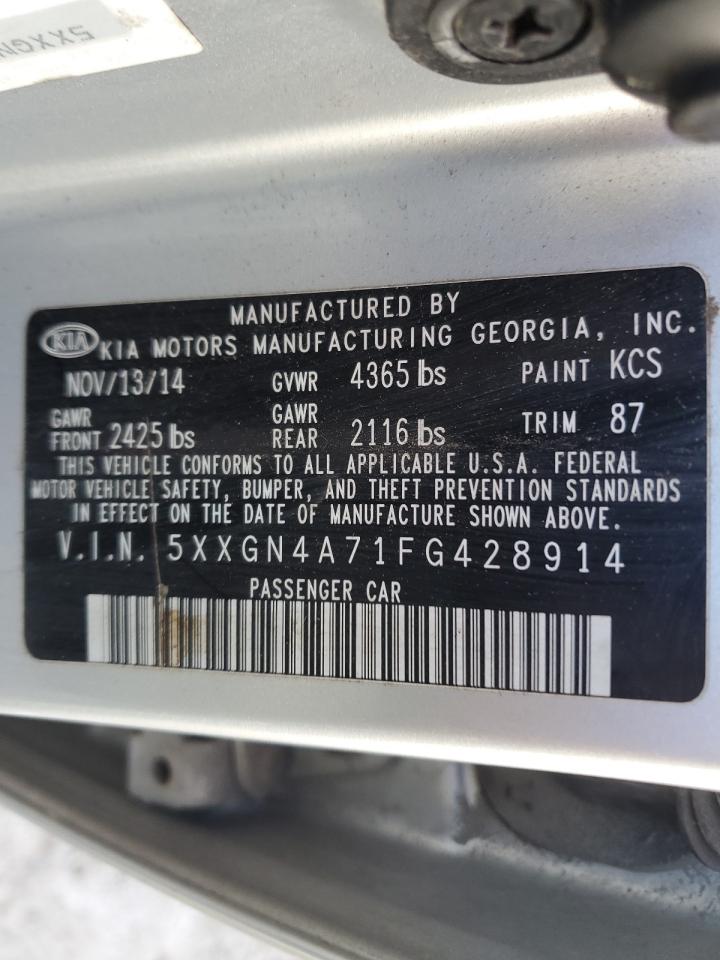 5XXGN
MANUFACTURED BY
KIA KIA MOTORS MANUFACTURING GEORGIA, INC.
NOV/13/14 GVWR 4365 lbs PAINT KCS
GAWR FRONT 2425 lbs GAWR REAR 2116 lbs TRIM 87
THIS VEHICLE CONFORMS TO ALL APPLICABLE U.S.A. FEDERAL
MOTOR VEHICLE SAFETY, BUMPER, AND THEFT PREVENTION STANDARDS
IN EFFECT ON THE DATE OF MANUFACTURE SHOWN ABOVE.
V.I.N. 5XXGN4A71FG428914
PASSENGER CAR